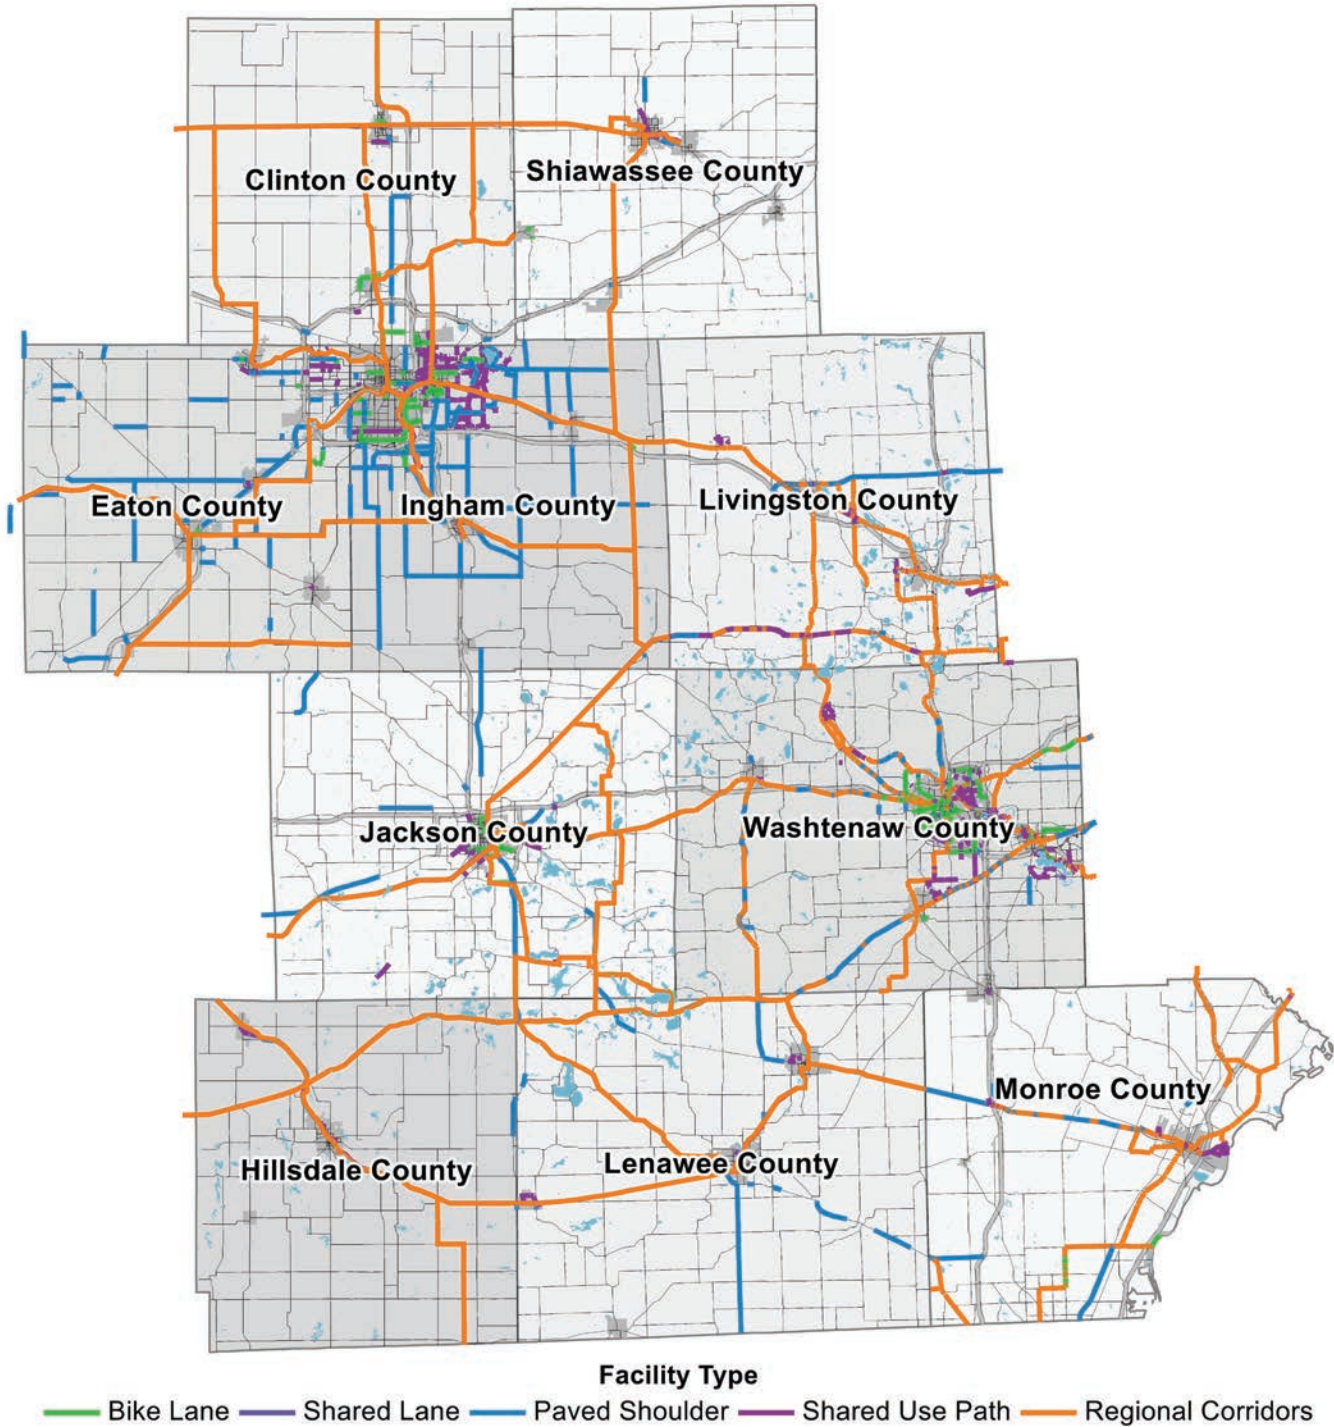 Clinton County
Shiawassee County
Eaton County
Ingham County
Livingston County
Jackson County
Washtenaw County
Monroe County
Hillsdale County
Lenawee County
Facility Type
Bike Lane
Shared Lane
Paved Shoulder
Shared Use Path
Regional Corridors